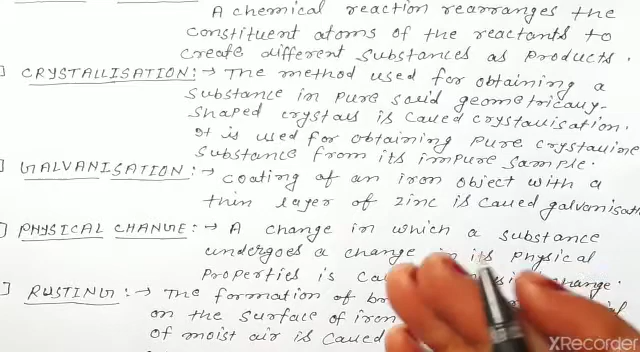 A chemical reaction rearranges the
constituent atoms of the reactants to
create different substances as products.
] CRYSTALLISATION:→ The method used for obtaining a
substance in pure solid geometrically-
shaped crystals is called crystallisation.
It is used for obtaining pure crystalline
substance from its impure sample.
] GALVANISATION:→ coating of an iron object with a
thin layer of zinc is called galvanisati
] PHYSICAL CHANGE:→ A change in which a substance
undergoes a change in its physical
properties is change.
] RUSTING:→ The formation of
on the surface of iron
of moist air is called
XRecorder